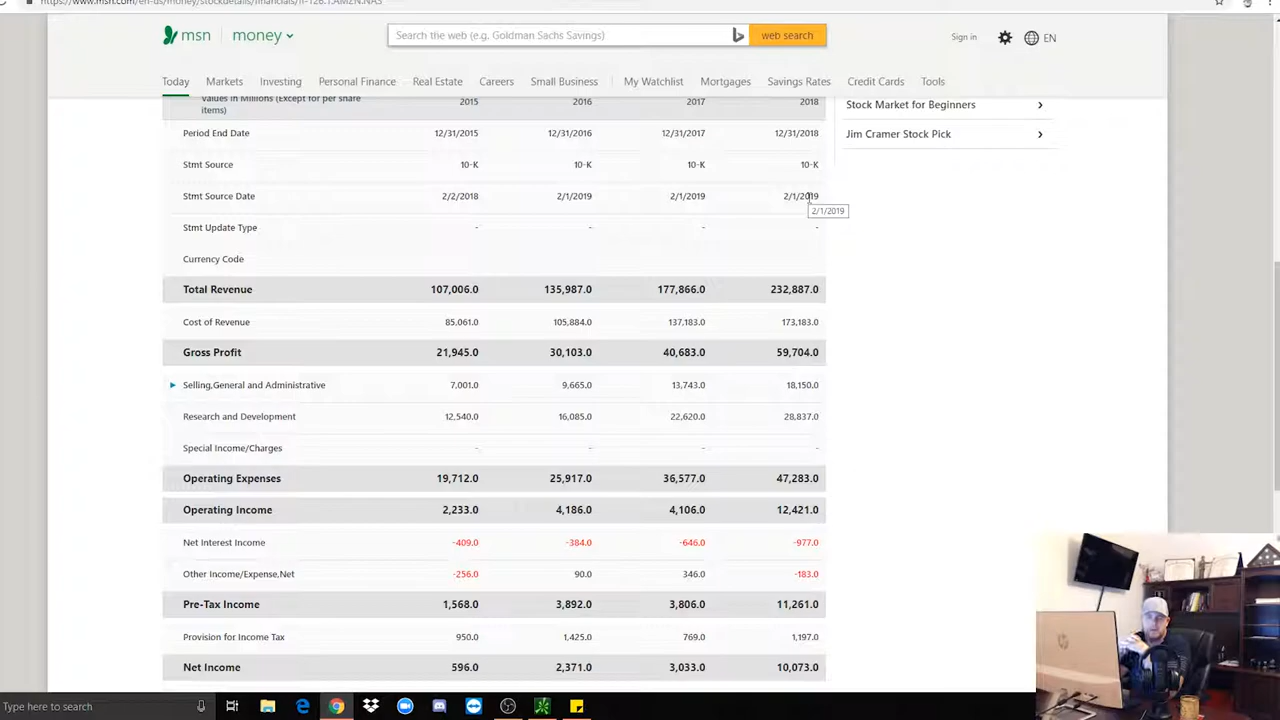 https://www.msn.com/en-us/money/stockdetails/financials/fi-126.1.AMZN.NAS
msn money
Search the web (e.g. Goldman Sachs Savings)
web search
Sign in
EN
Today Markets Investing Personal Finance Real Estate Careers Small Business My Watchlist Mortgages Savings Rates Credit Cards Tools
Values in Millions (Except for per share items) 2015 2016 2017 2018
Stock Market for Beginners
Period End Date 12/31/2015 12/31/2016 12/31/2017 12/31/2018
Jim Cramer Stock Pick
Stmt Source 10-K 10-K 10-K 10-K
Stmt Source Date 2/2/2018 2/1/2019 2/1/2019 2/1/2019
2/1/2019
Stmt Update Type - - - -
Currency Code
Total Revenue 107,006.0 135,987.0 177,866.0 232,887.0
Cost of Revenue 85,061.0 105,884.0 137,183.0 173,183.0
Gross Profit 21,945.0 30,103.0 40,683.0 59,704.0
Selling,General and Administrative 7,001.0 9,665.0 13,743.0 18,150.0
Research and Development 12,540.0 16,085.0 22,620.0 28,837.0
Special Income/Charges - - - -
Operating Expenses 19,712.0 25,917.0 36,577.0 47,283.0
Operating Income 2,233.0 4,186.0 4,106.0 12,421.0
Net Interest Income -409.0 -384.0 -646.0 -977.0
Other Income/Expense,Net -256.0 90.0 346.0 -183.0
Pre-Tax Income 1,568.0 3,892.0 3,806.0 11,261.0
Provision for Income Tax 950.0 1,425.0 769.0 1,197.0
Net Income 596.0 2,371.0 3,033.0 10,073.0
Type here to search